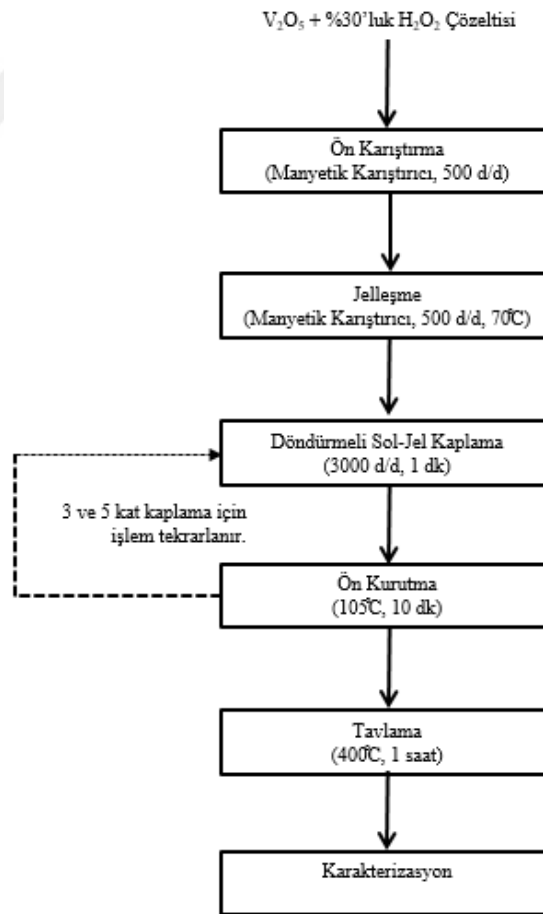 V₂O₅ + %30'luk H₂O₂ Çözeltisi
Ön Karıştırma
(Manyetik Karıştırıcı, 500 d/d)
Jelleşme
(Manyetik Karıştırıcı, 500 d/d, 70℃)
Döndürmeli Sol-Jel Kaplama
(3000 d/d, 1 dk)
3 ve 5 kat kaplama için
işlem tekrarlanır.
Ön Kurutma
(105℃, 10 dk)
Tavlama
(400℃, 1 saat)
Karakterizasyon